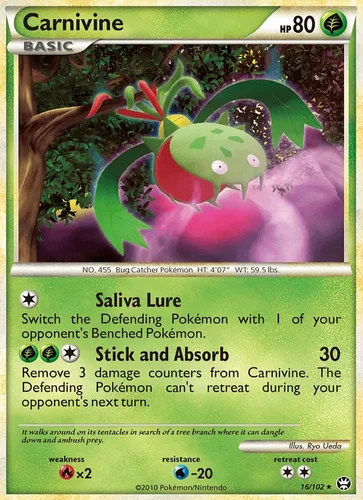 Carnivine HP 80
BASIC
NO. 455 Bug Catcher Pokémon HT: 4'07" WT: 59.5 lbs.
Saliva Lure
Switch the Defending Pokémon with 1 of your
opponent's Benched Pokémon.
Stick and Absorb 30
Remove 3 damage counters from Carnivine. The
Defending Pokémon can't retreat during your
opponent's next turn.
It walks around on its tentacles in search of a tree branch where it can dangle
down and ambush prey.
Illus. Ryo Ueda
weakness resistance retreat cost
×2 -20
©2010 Pokémon/Nintendo 16/102 ★